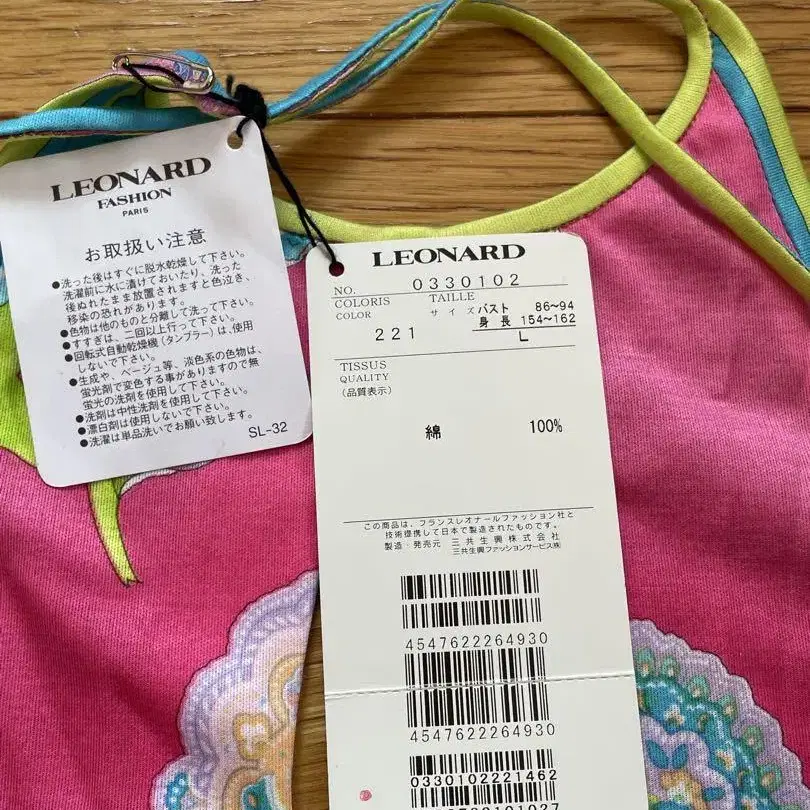 LEONARD
FASHION
PARIS
お取扱い注意
●洗った後はすぐに脱水乾燥して下さい。
洗濯前に水に漬けておいたり、洗った
後ぬれたまま放置されますと色泣き、
移染の恐れがあります。
●色物は他のものと分離して洗って下さい。
●すすぎは、二回以上行って下さい。
●回転式自動乾燥機(タンブラー)は、使用
しないで下さい。
●生成や、ベージュ等、淡色系の色物は、
蛍光剤で変色する事がありますので無
蛍光の洗剤を使用して下さい。
●洗剤は中性洗剤を使用して下さい。
●漂白剤は使用しないで下さい。
●洗濯は単品洗いでお願い致します。
SL-32
LEONARD
NO. 0330102
COLORIS TAILLE
COLOR サイズ バスト 86~94
身長 154~162
221 L
TISSUS
QUALITY
(品質表示)
綿 100%
この商品は、フランスレオナールファッション社と
技術提携して日本で製造されたものです。
製造・発売元 三共生興株式会社
三共生興ファッションサービス㈱
4547622264930
4547622264930
0330102221462